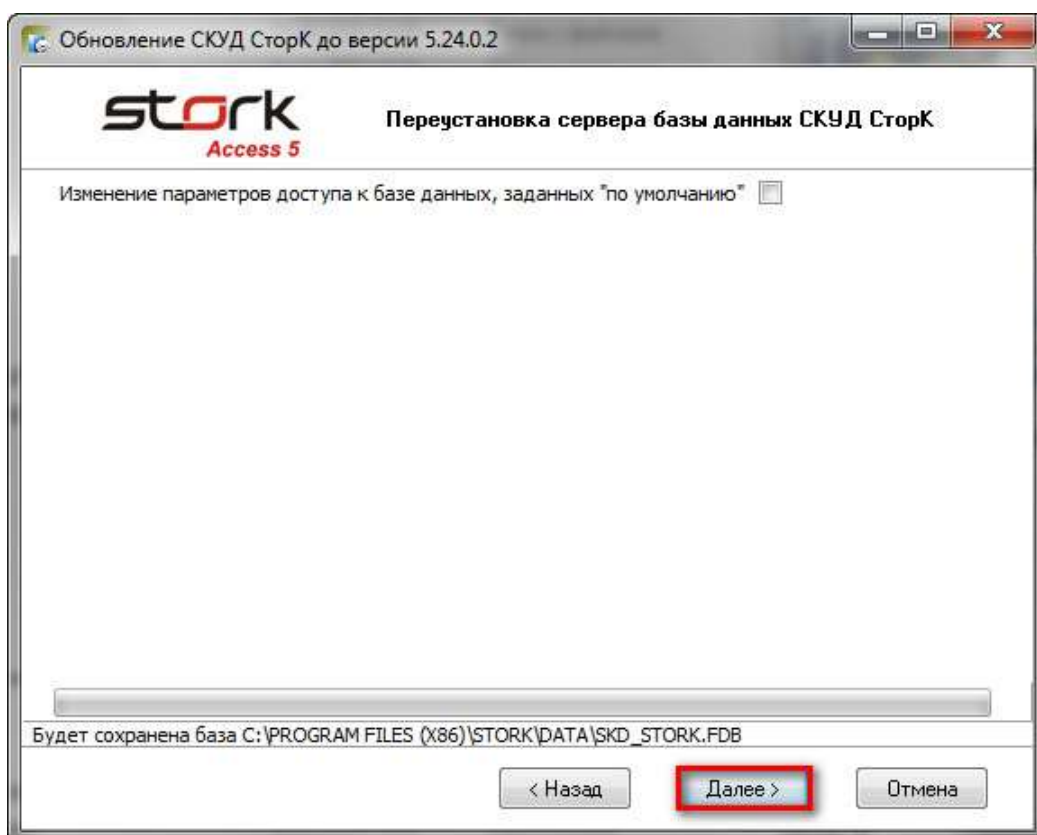 Обновление СКУД СторК до версии 5.24.0.2
stork
Access 5
Переустановка сервера базы данных СКУД СторК
Изменение параметров доступа к базе данных, заданных "по умолчанию"
Будет сохранена база C:\PROGRAM FILES (X86)\STORK\DATA\SKD_STORK.FDB
< Назад
Далее >
Отмена